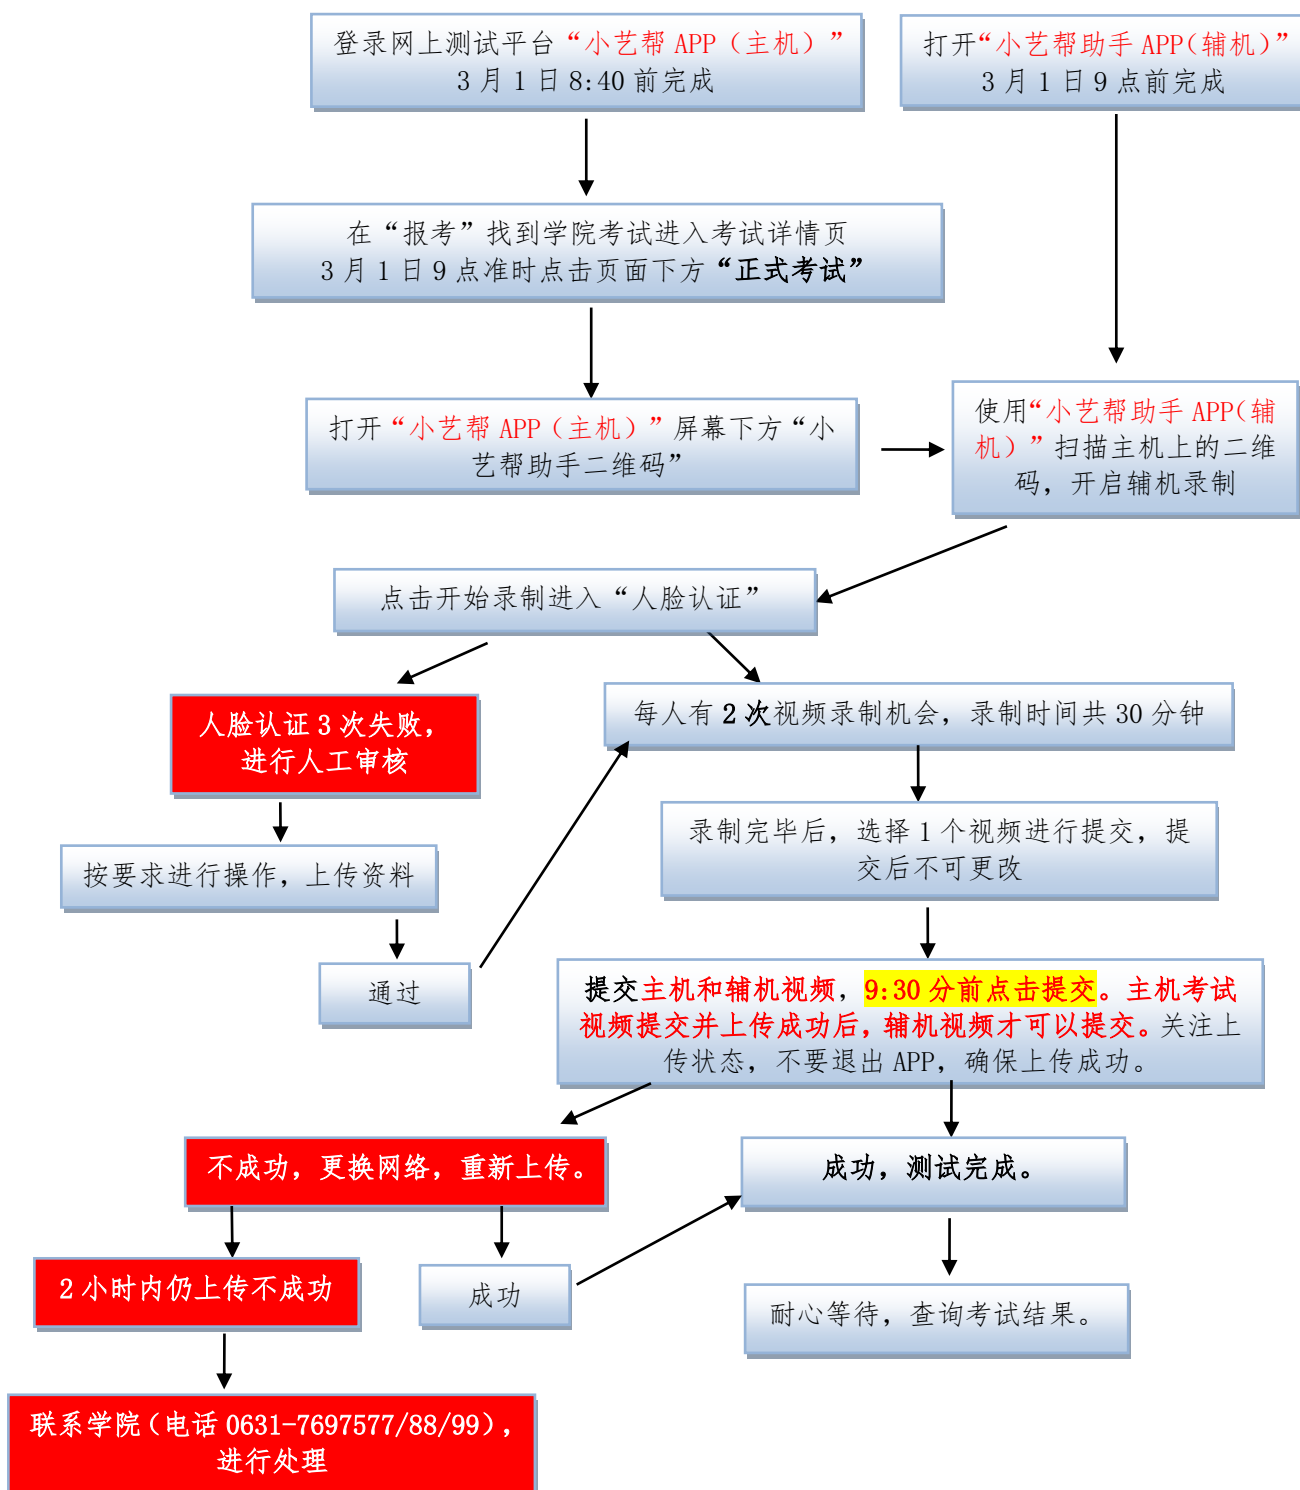 登录网上测试平台“小艺帮 APP（主机）”
3 月 1 日 8:40 前完成
打开“小艺帮助手 APP（辅机）”
3 月 1 日 9 点前完成
在“报考”找到学院考试进入考试详情页
3 月 1 日 9 点准时点击页面下方“正式考试”
打开“小艺帮 APP（主机）”屏幕下方“小
艺帮助手二维码”
使用“小艺帮助手 APP（辅
机）”扫描主机上的二维
码，开启辅机录制
点击开始录制进入“人脸认证”
人脸认证 3 次失败，
进行人工审核
每人有 2 次视频录制机会，录制时间共 30 分钟
按要求进行操作，上传资料
录制完毕后，选择 1 个视频进行提交，提
交后不可更改
通过
提交主机和辅机视频，9:30 分前点击提交。主机考试
视频提交并上传成功后，辅机视频才可以提交。关注上
传状态，不要退出 APP，确保上传成功。
不成功，更换网络，重新上传。
成功，测试完成。
2 小时内仍上传不成功
成功
耐心等待，查询考试结果。
联系学院（电话 0631-7697577/88/99），
进行处理